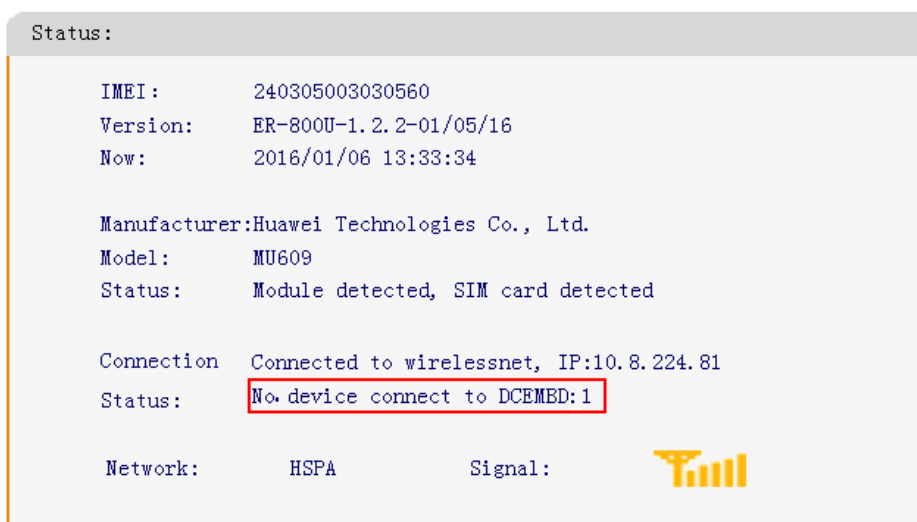 Status:
IMEI: 240305003030560
Version: ER-800U-1.2.2-01/05/16
Now: 2016/01/06 13:33:34
Manufacturer:Huawei Technologies Co., Ltd.
Model: MU609
Status: Module detected, SIM card detected
Connection Connected to wirelessnet, IP:10.8.224.81
Status: No.device connect to DCEMBD:1
Network: HSPA Signal: